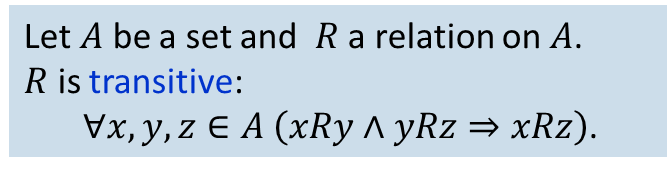 Let A be a set and R a relation on A.
R is transitive:
∀x, y, z ∈ A (xRy ∧ yRz ⇒ xRz).